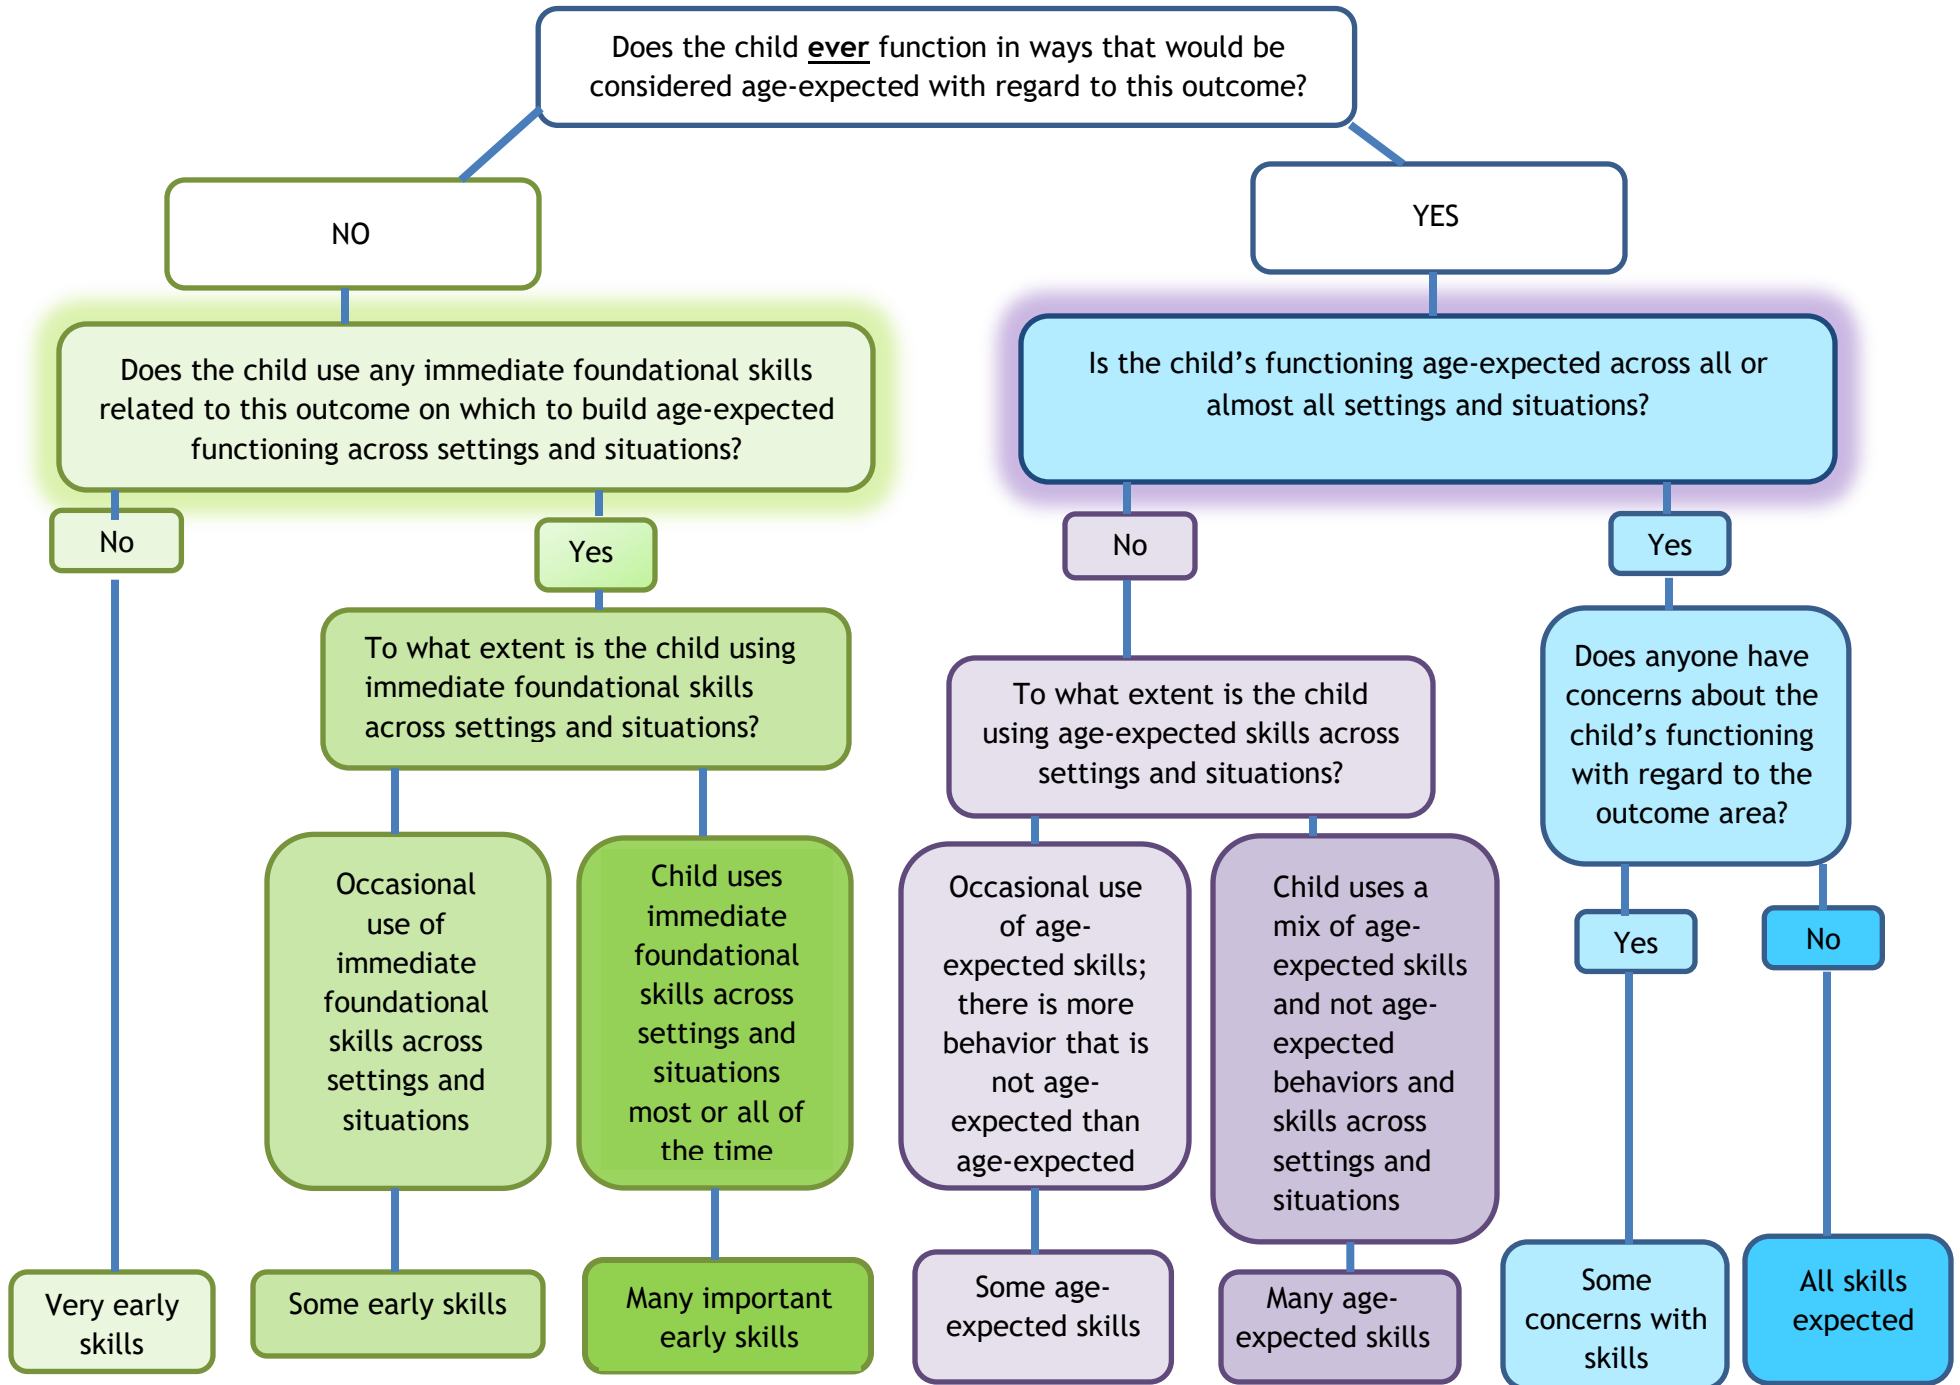 Does the child ever function in ways that would be
considered age-expected with regard to this outcome?
NO
YES
Does the child use any immediate foundational skills
related to this outcome on which to build age-expected
functioning across settings and situations?
Is the child’s functioning age-expected across all or
almost all settings and situations?
No
Yes
No
Yes
To what extent is the child using
immediate foundational skills
across settings and situations?
To what extent is the child
using age-expected skills across
settings and situations?
Does anyone have
concerns about the
child’s functioning
with regard to the
outcome area?
Occasional
use of
immediate
foundational
skills across
settings and
situations
Child uses
immediate
foundational
skills across
settings and
situations
most or all of
the time
Occasional use
of age-
expected skills;
there is more
behavior that is
not age-
expected than
age-expected
Child uses a
mix of age-
expected skills
and not age-
expected
behaviors and
skills across
settings and
situations
Yes
No
Very early
skills
Some early skills
Many important
early skills
Some age-
expected skills
Many age-
expected skills
Some
concerns with
skills
All skills
expected